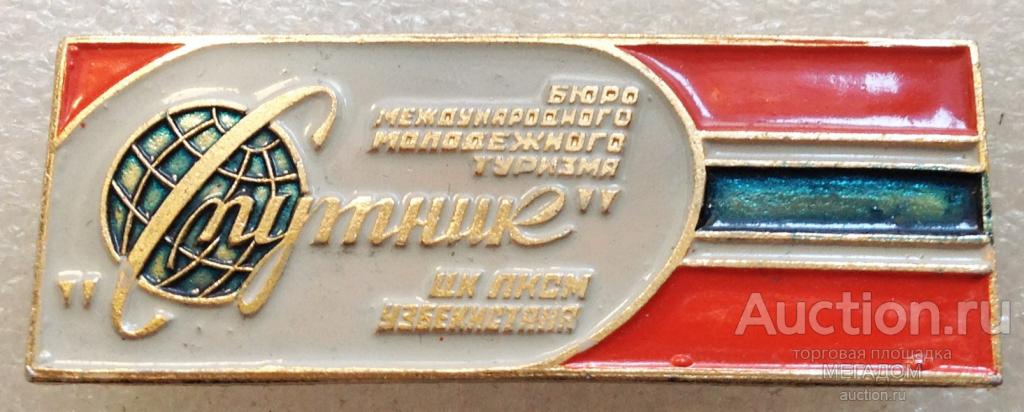 БЮРО
МЕЖДУНАРОДНОГО
МОЛОДЕЖНОГО
ТУРИЗМА
"Спутник"
ЦК ЛКСМ
УЗБЕКИСТАНА
Auction.ru
торговая площадка
МЕГАДОМ
auction.ru